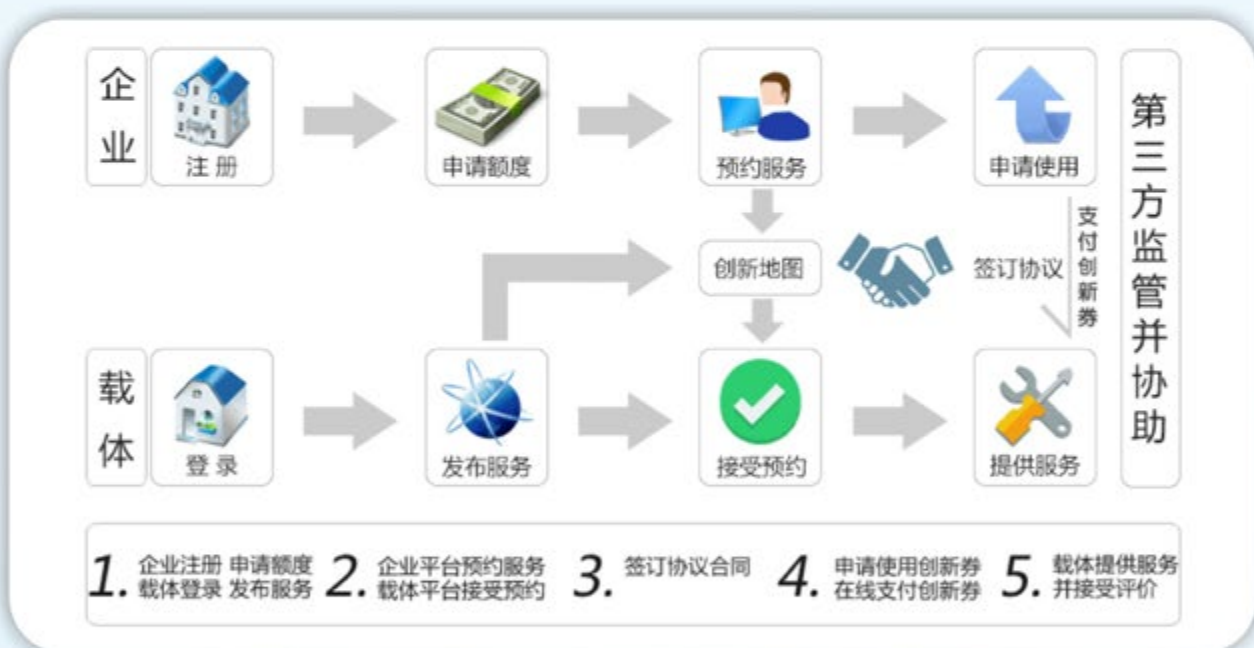 企业
注册
申请额度
预约服务
申请使用
创新地图
签订协议
支付创新券
载体
登录
发布服务
接受预约
提供服务
第三方监管并协助
1. 企业注册 申请额度
载体登录 发布服务
2. 企业平台预约服务
载体平台接受预约
3. 签订协议合同
4. 申请使用创新券
在线支付创新券
5. 载体提供服务
并接受评价